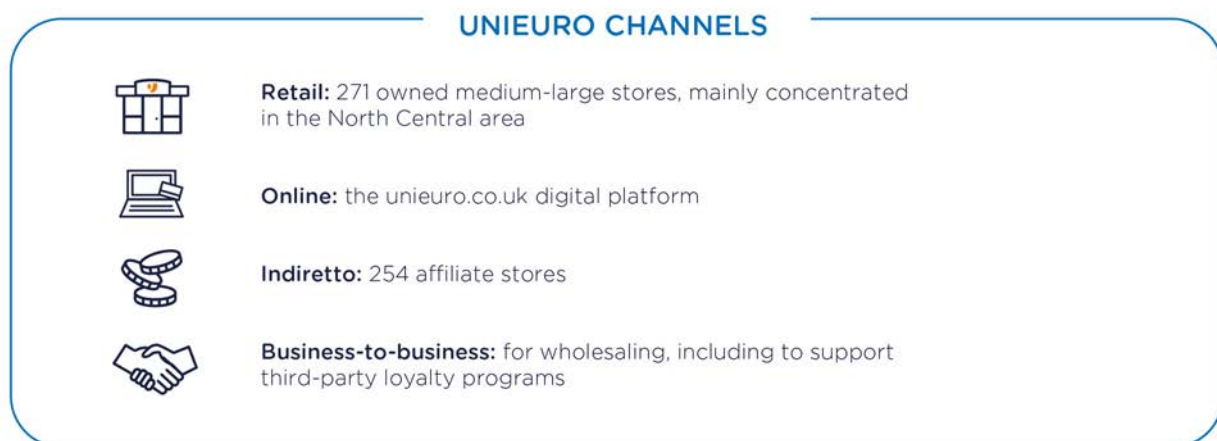 UNIEURO CHANNELS
Retail: 271 owned medium-large stores, mainly concentrated
in the North Central area
Online: the unieuro.co.uk digital platform
Indiretto: 254 affiliate stores
Business-to-business: for wholesaling, including to support
third-party loyalty programs